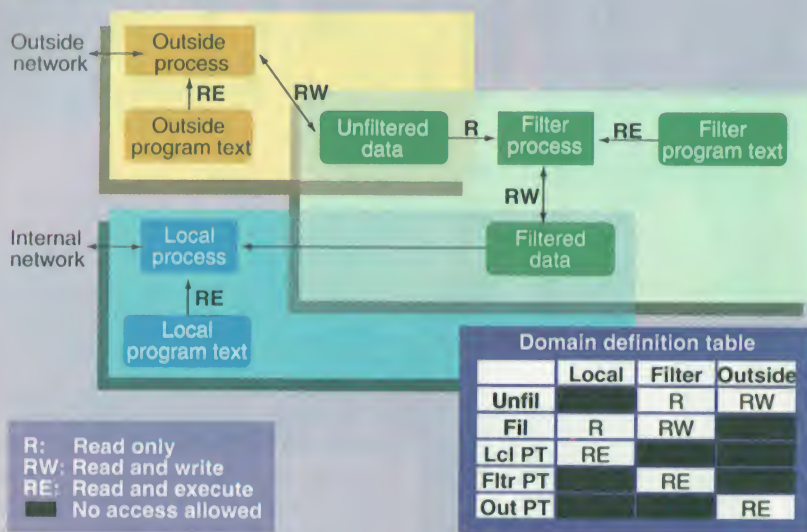 Outside
network
Outside
process
RE
RW
Outside
program text
Unfiltered
data
R
Filter
process
RE
Filter
program text
RW
Internal
network
Local
process
Filtered
data
RE
Local
program text
Domain definition table
Local Filter Outside
Unfil R RW
Fil R RW
Lcl PT RE
Fltr PT RE
Out PT RE
R: Read only
RW: Read and write
RE: Read and execute
No access allowed